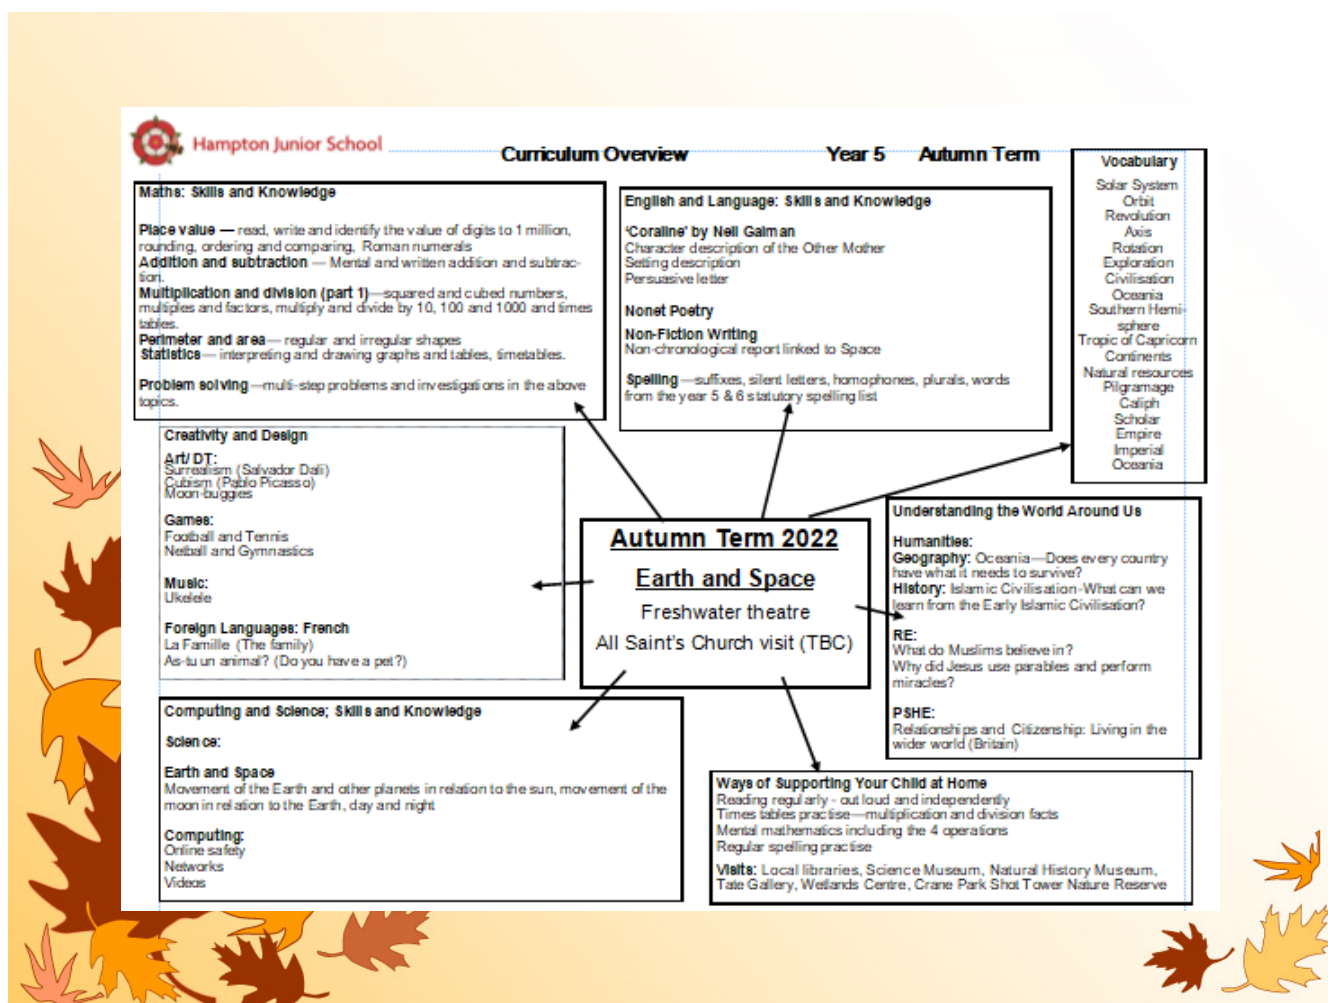 Hampton Junior School
Curriculum Overview Year 5 Autumn Term
Maths: Skills and Knowledge
Place value — read, write and identify the value of digits to 1 million,
rounding, ordering and comparing, Roman numerals
Addition and subtraction — Mental and written addition and subtrac-
tion.
Multiplication and division (part 1)—squared and cubed numbers,
multiples and factors, multiply and divide by 10, 100 and 1000 and times
tables.
Perimeter and area— regular and irregular shapes
Statistics— interpreting and drawing graphs and tables, timetables.
Problem solving—multi-step problems and investigations in the above
topics.
English and Language: Skills and Knowledge
‘Coraline’ by Neil Gaiman
Character description of the Other Mother
Setting description
Persuasive letter
Nonet Poetry
Non-Fiction Writing
Non-chronological report linked to Space
Spelling—suffixes, silent letters, homophones, plurals, words
from the year 5 & 6 statutory spelling list
Vocabulary
Solar System
Orbit
Revolution
Axis
Rotation
Exploration
Civilisation
Oceania
Southern Hemi-
sphere
Tropic of Capricorn
Continents
Natural resources
Pilgramage
Caliph
Scholar
Empire
Imperial
Oceania
Creativity and Design
Art/ DT:
Surrealism (Salvador Dali)
Cubism (Pablo Picasso)
Moon-buggies
Games:
Football and Tennis
Netball and Gymnastics
Music:
Ukelele
Foreign Languages: French
La Famille (The family)
As-tu un animal? (Do you have a pet?)
Autumn Term 2022
Earth and Space
Freshwater theatre
All Saint's Church visit (TBC)
Understanding the World Around Us
Humanities:
Geography: Oceania—Does every country
have what it needs to survive?
History: Islamic Civilisation-What can we
learn from the Early Islamic Civilisation?
RE:
What do Muslims believe in?
Why did Jesus use parables and perform
miracles?
PSHE:
Relationships and Citizenship: Living in the
wider world (Britain)
Computing and Science; Skills and Knowledge
Science:
Earth and Space
Movement of the Earth and other planets in relation to the sun, movement of the
moon in relation to the Earth, day and night
Computing:
Online safety
Networks
Videos
Ways of Supporting Your Child at Home
Reading regularly - out loud and independently
Times tables practise—multiplication and division facts
Mental mathematics including the 4 operations
Regular spelling practise
Visits: Local libraries, Science Museum, Natural History Museum,
Tate Gallery, Wetlands Centre, Crane Park Shot Tower Nature Reserve